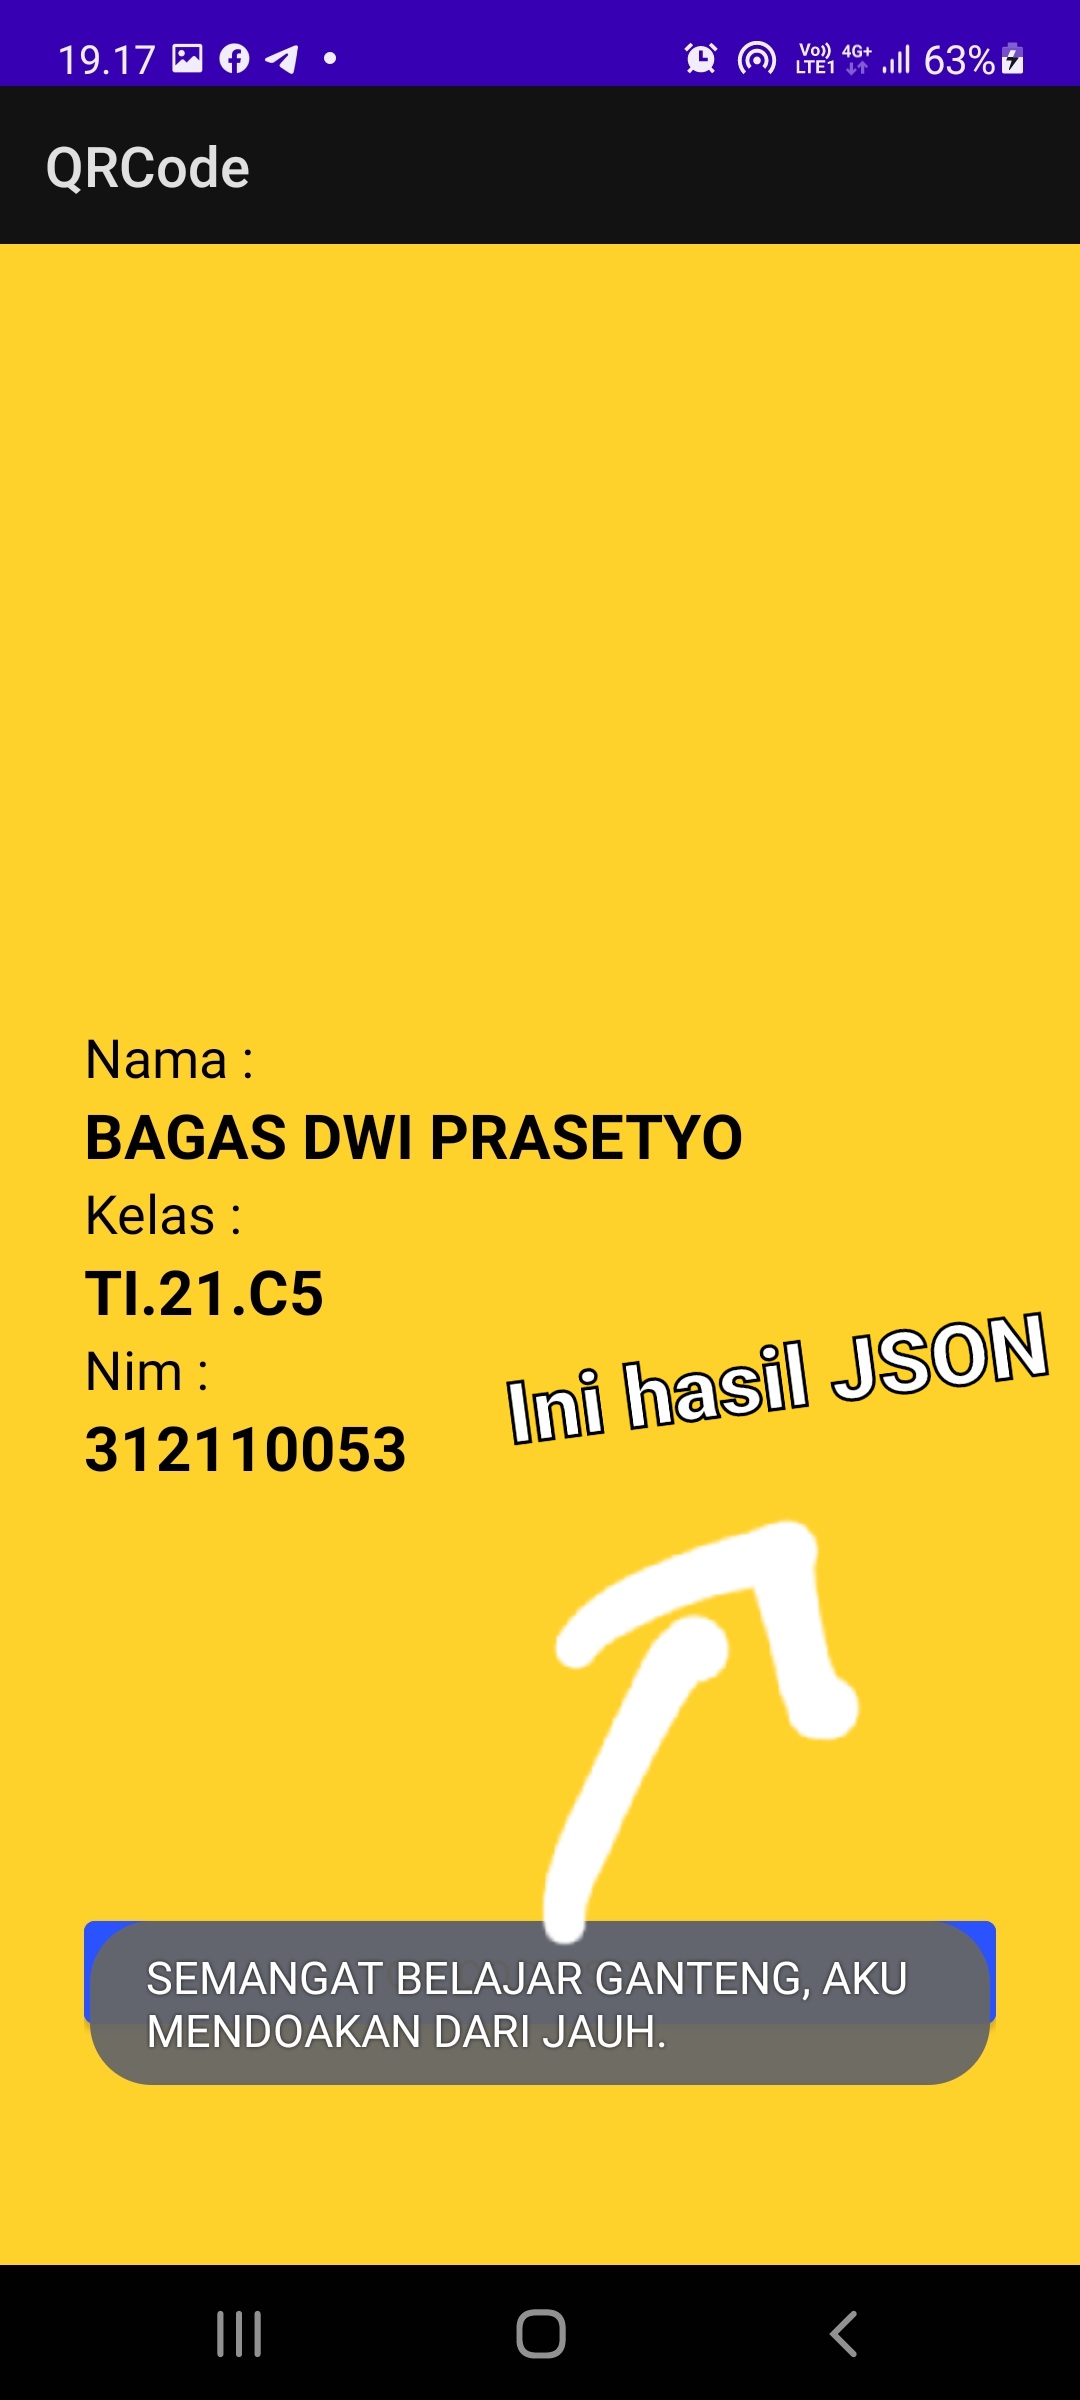 19.17
Vo)) 4G+
LTE1
63%
QRCode
Nama :
BAGAS DWI PRASETYO
Kelas :
TI.21.C5
Nim :
312110053
Ini hasil JSON
SEMANGAT BELAJAR GANTENG, AKU
MENDOAKAN DARI JAUH.